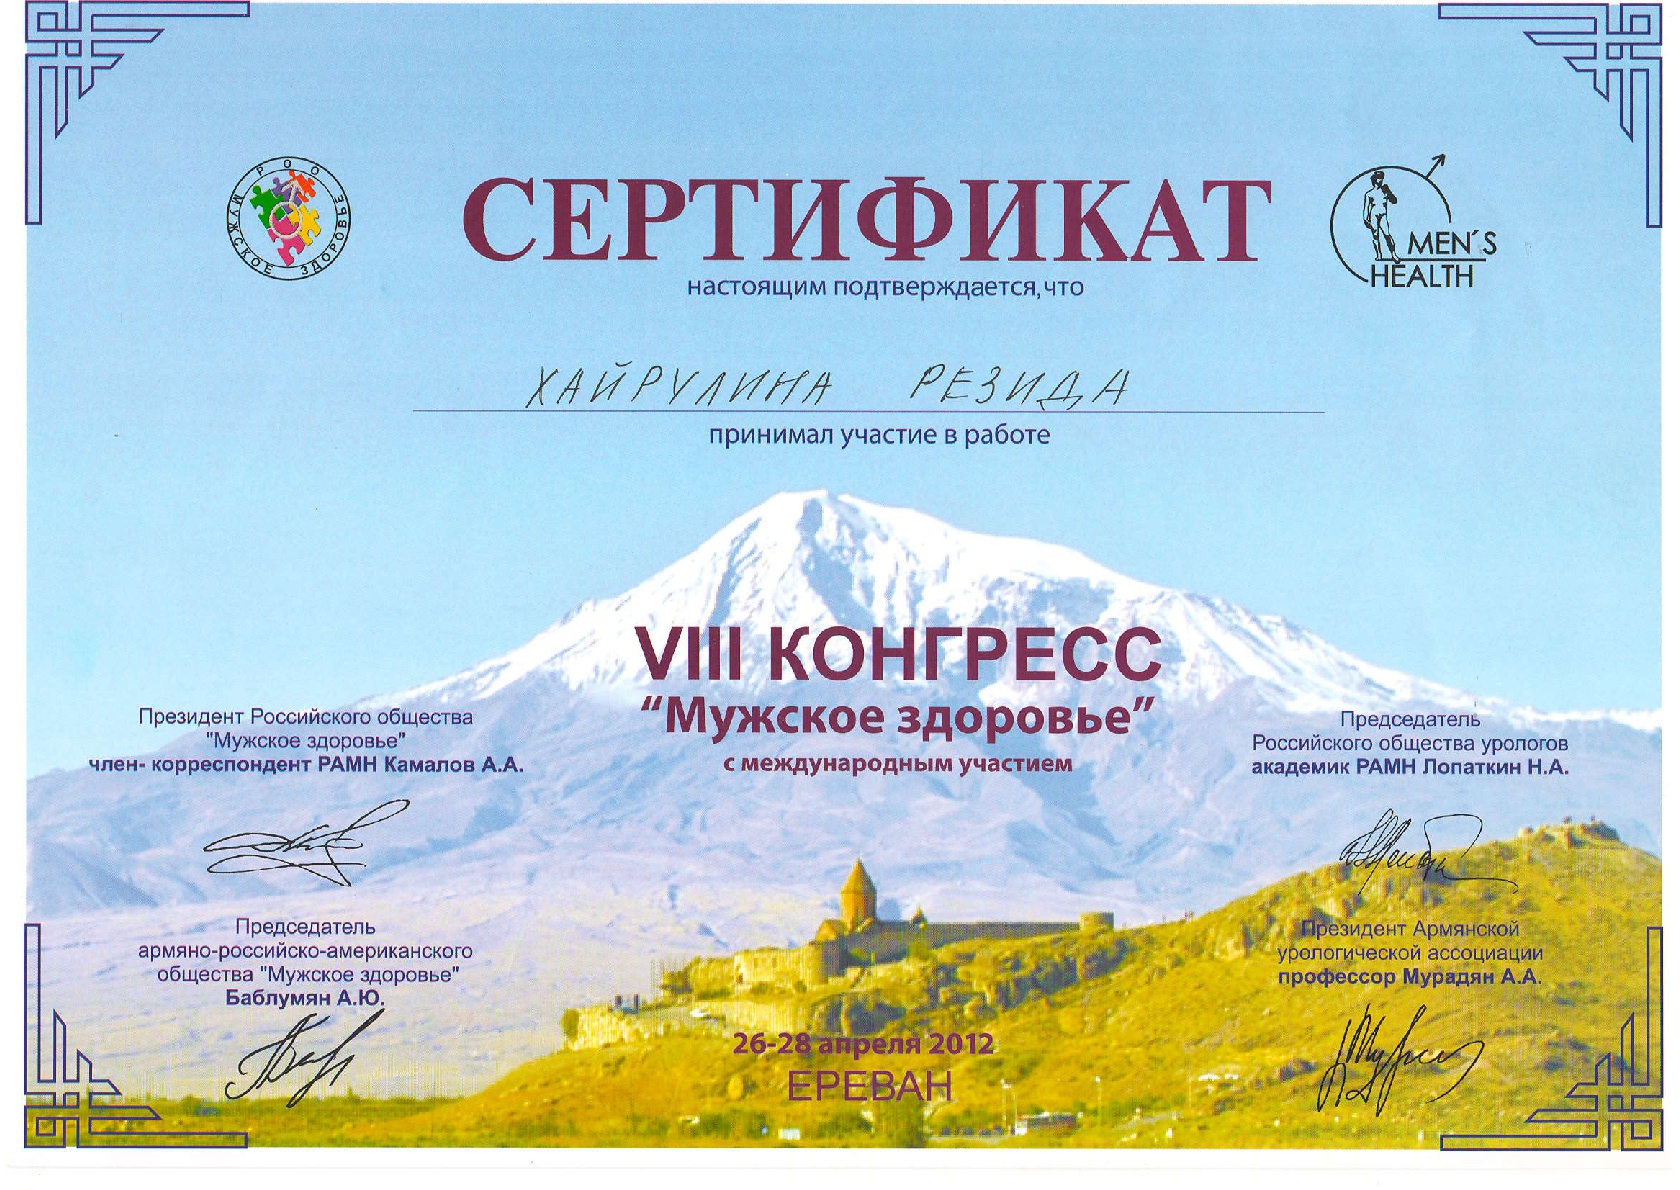 РОО МУЖСКОЕ ЗДОРОВЬЕ
СЕРТИФИКАТ
MEN´S
HEALTH
настоящим подтверждается,что
ХАЙРУЛИНА РЕЗИДА
принимал участие в работе
VIII КОНГРЕСС
“Мужское здоровье”
с международным участием
Президент Российского общества
"Мужское здоровье"
член- корреспондент РАМН Камалов А.А.
Председатель
Российского общества урологов
академик РАМН Лопаткин Н.А.
Председатель
армяно-российско-американского
общества "Мужское здоровье"
Баблумян А.Ю.
Президент Армянской
урологической ассоциации
профессор Мурадян А.А.
26-28 апреля 2012
ЕРЕВАН